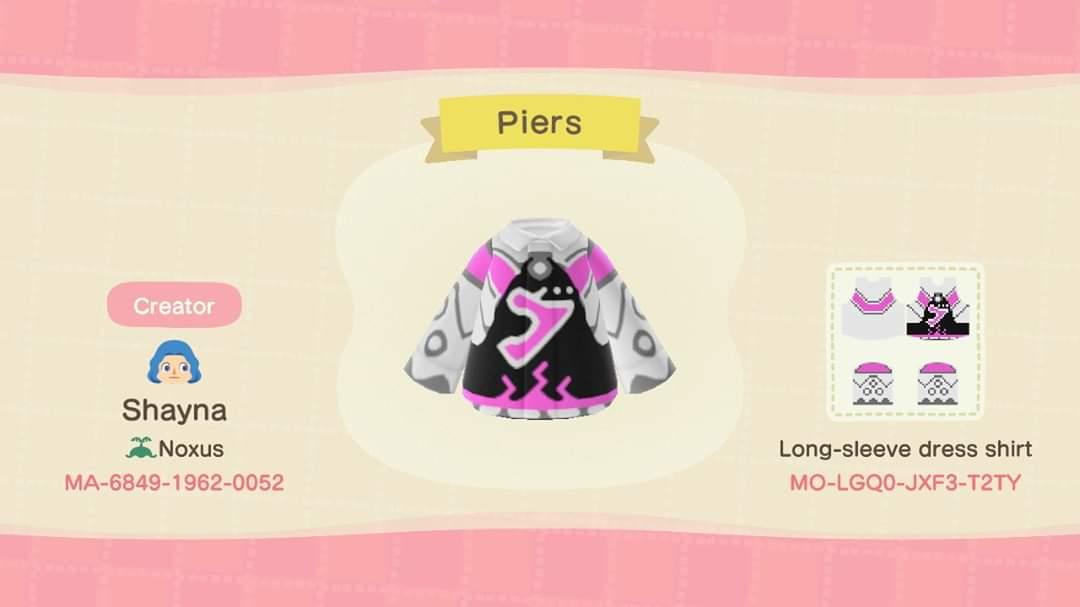 Piers
Creator
Shayna
Noxus
MA-6849-1962-0052
Long-sleeve dress shirt
MO-LGQ0-JXF3-T2TY